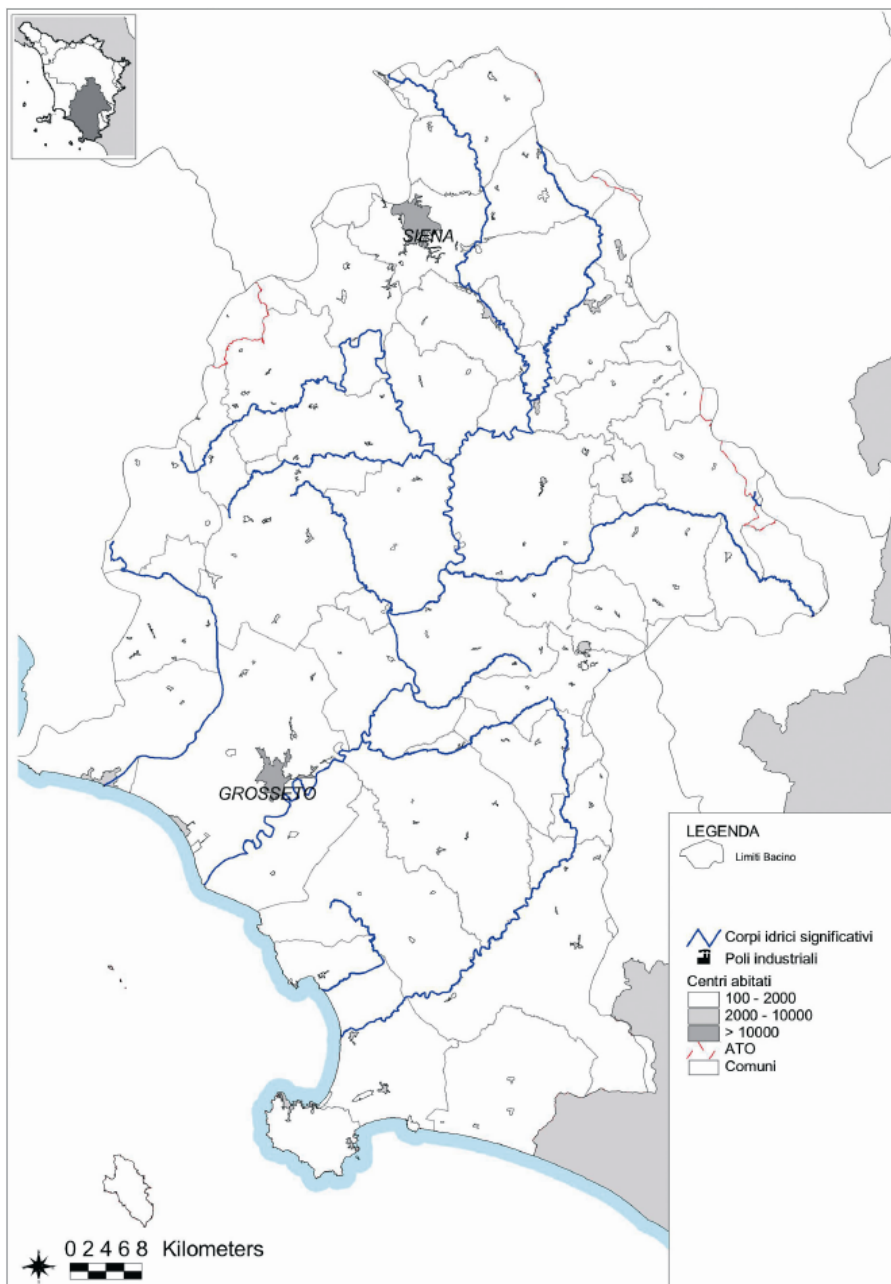 SIENA
GROSSETO
LEGENDA
Limiti Bacino
Corpi idrici significativi
Poli industriali
Centri abitati
100 - 2000
2000 - 10000
> 10000
ATO
Comuni
0 2 4 6 8 Kilometers